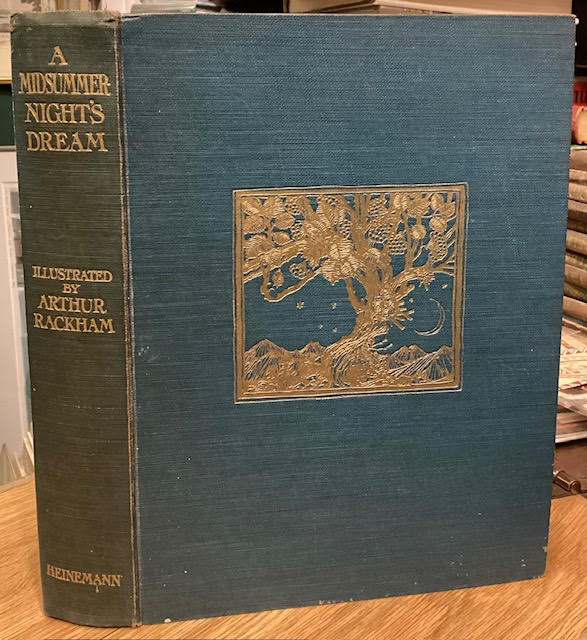 A
MIDSUMMER
NIGHT'S
DREAM
ILLUSTRATED
BY
ARTHUR
RACKHAM
HEINEMANN